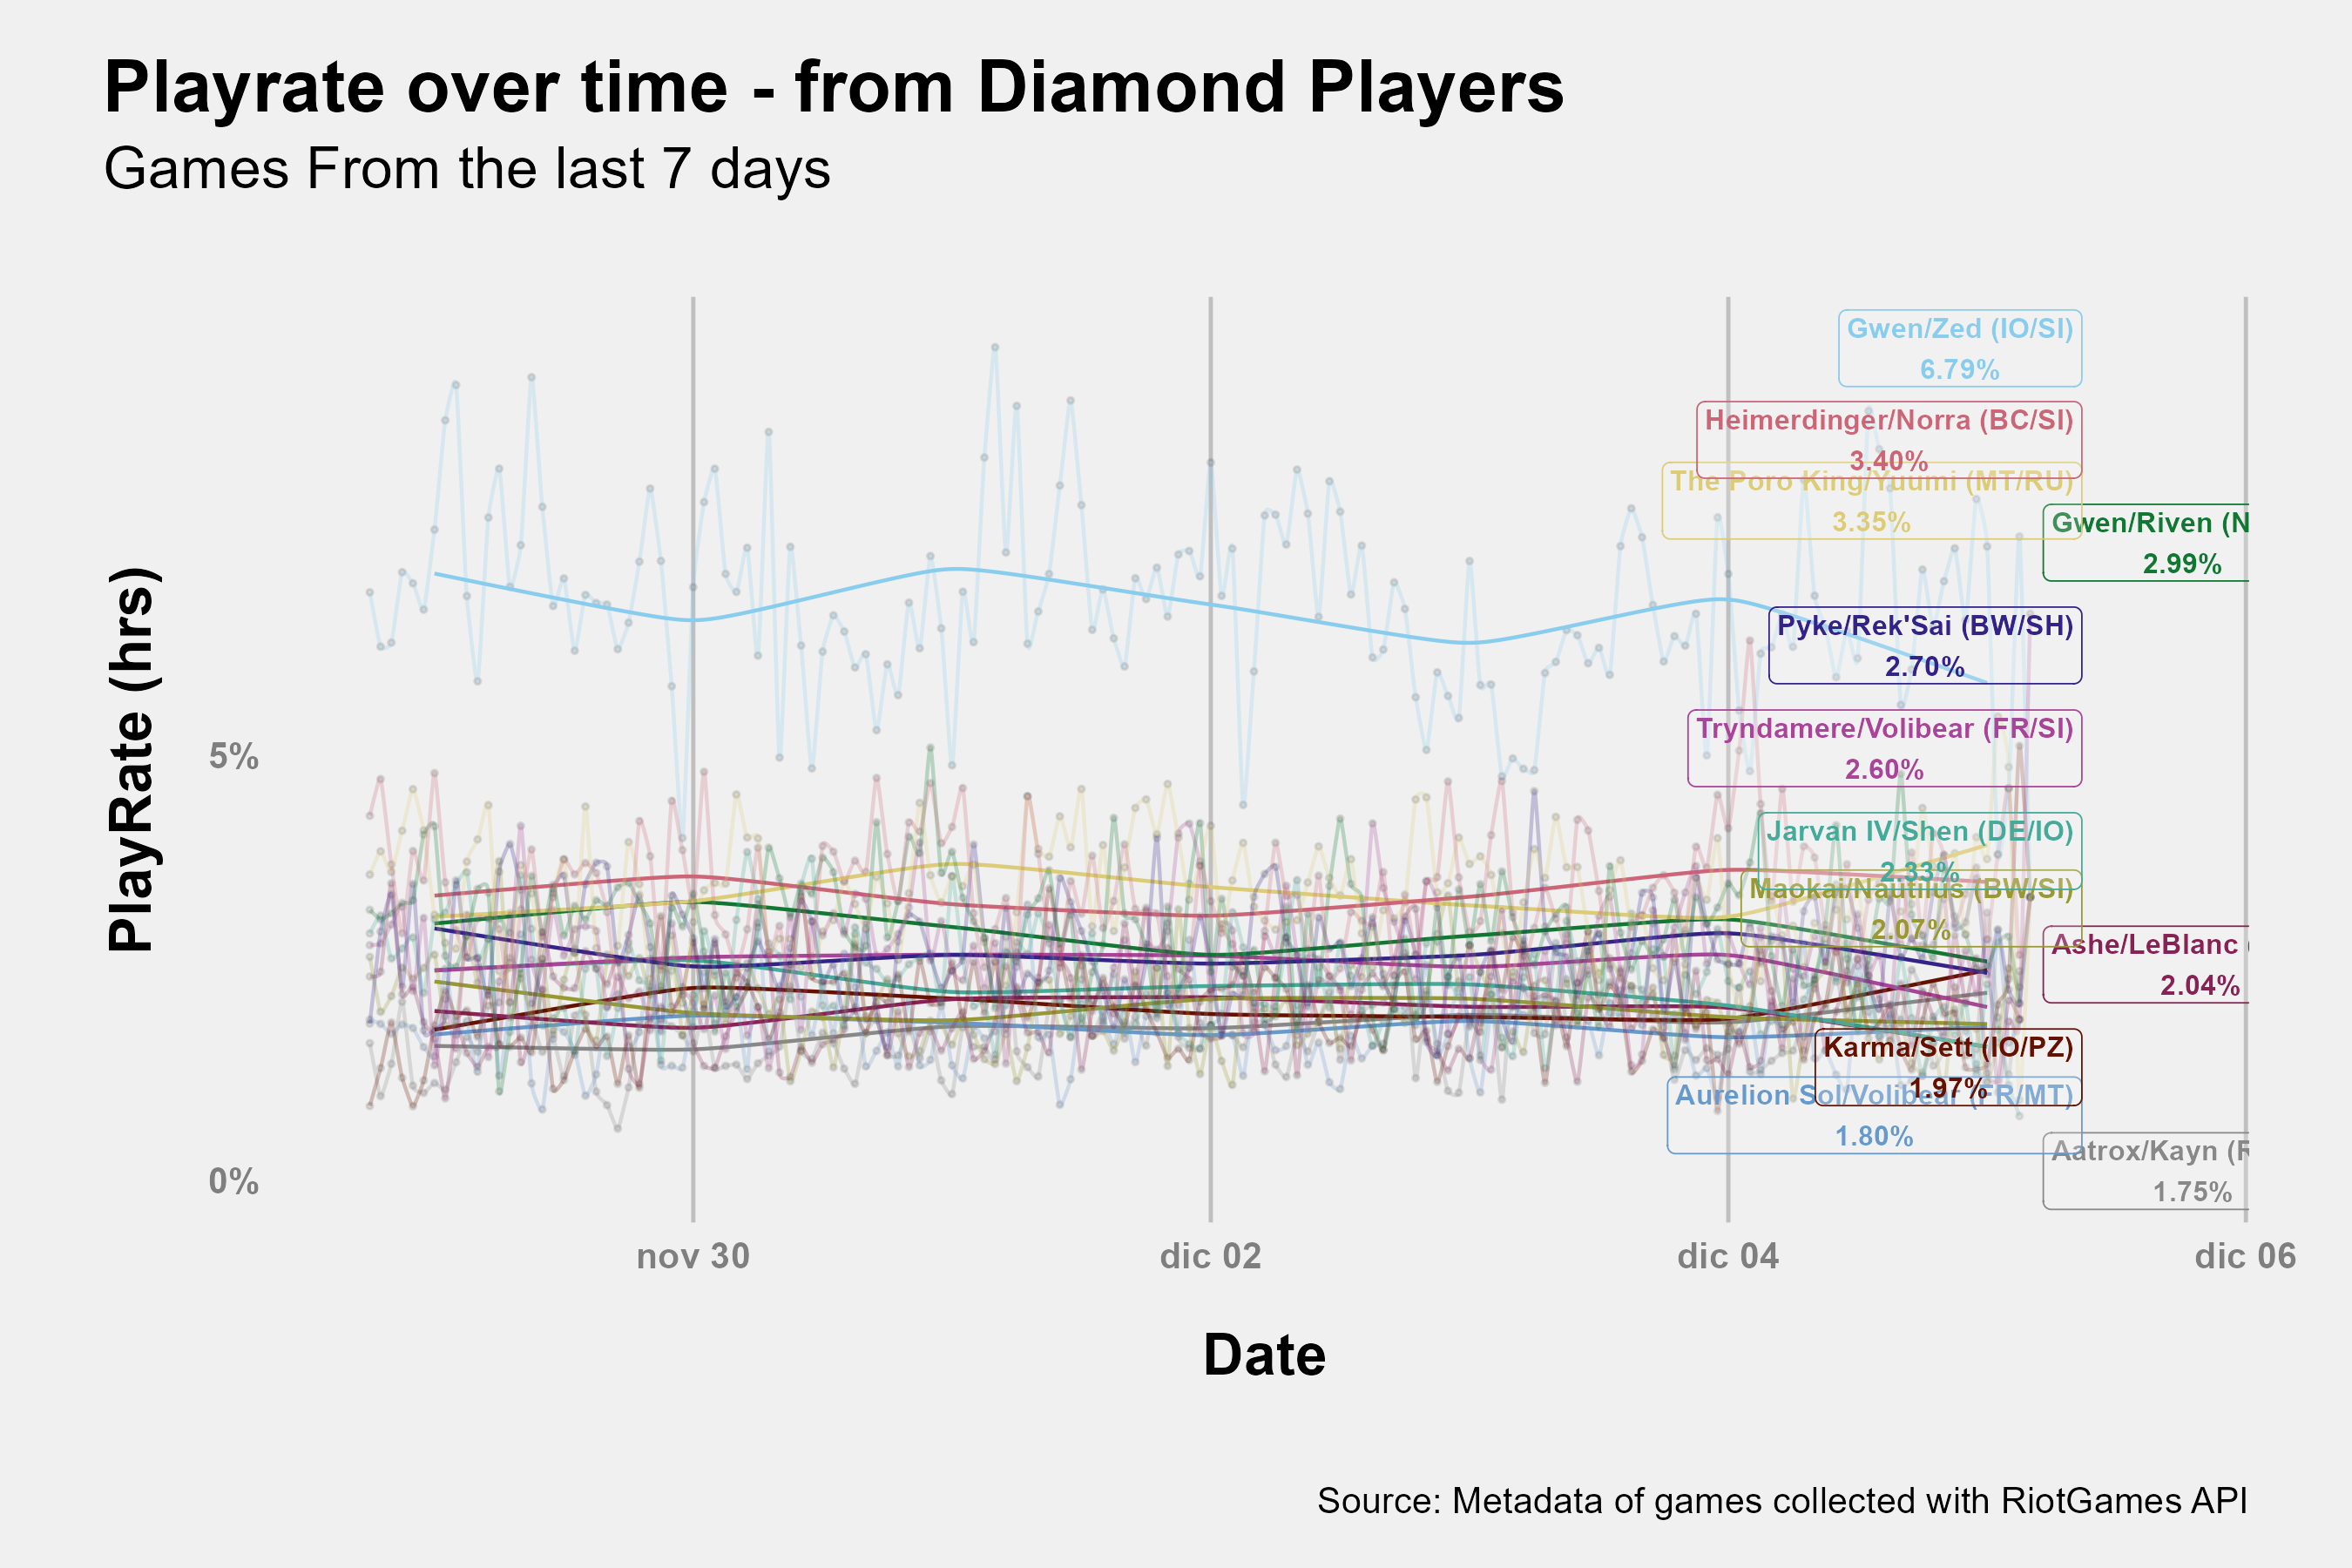 Playrate over time - from Diamond Players
Games From the last 7 days
PlayRate (hrs)
5%
0%
Gwen/Zed (IO/SI)
6.79%
Heimerdinger/Norra (BC/SI)
3.40%
The Poro King/Yuumi (MT/RU)
3.35%
Gwen/Riven (N
2.99%
Pyke/Rek'Sai (BW/SH)
2.70%
Tryndamere/Volibear (FR/SI)
2.60%
Jarvan IV/Shen (DE/IO)
2.33%
Maokai/Nautilus (BW/SI)
2.07%
Ashe/LeBlanc
2.04%
Karma/Sett (IO/PZ)
1.97%
Aurelion Sol/Volibear (FR/MT)
1.80%
Aatrox/Kayn (R
1.75%
nov 30
dic 02
dic 04
dic 06
Date
Source: Metadata of games collected with RiotGames API